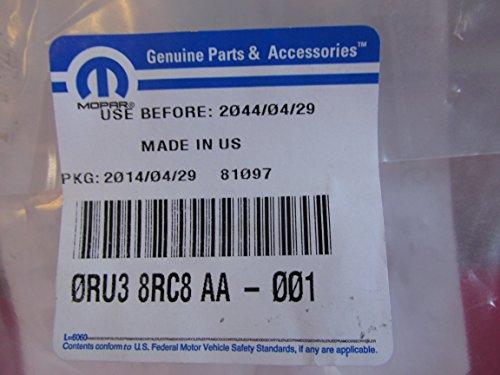 Genuine Parts & Accessories™
MOPAR®
USE BEFORE: 2044/04/29
MADE IN US
PKG: 2014/04/29 81097
ØRU3 8RC8 AA - ØØ1
L=6060
Contents conform to U.S. Federal Motor Vehicle Safety Standards, if any are applicable.